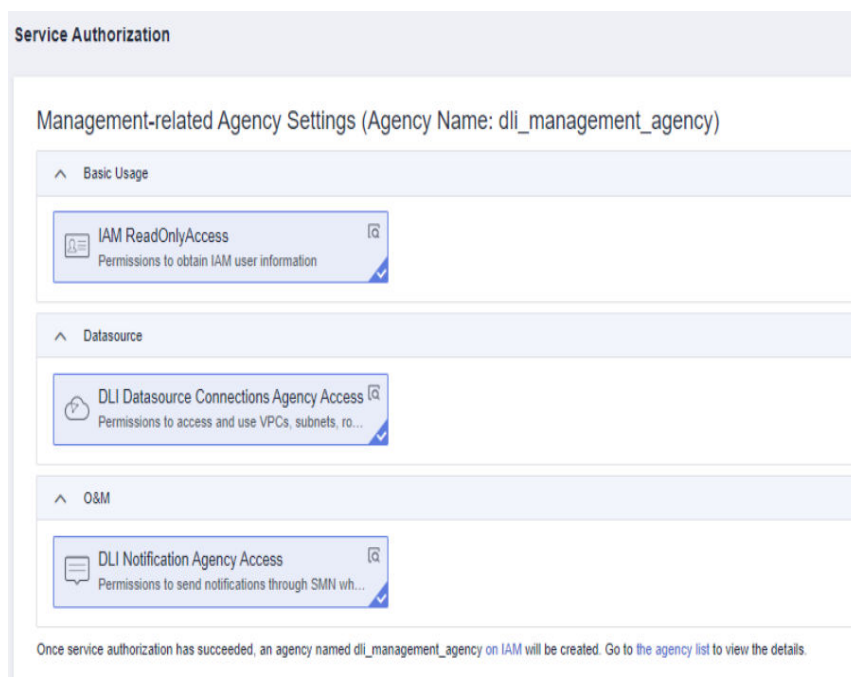 Service Authorization
Management-related Agency Settings (Agency Name: dli_management_agency)
Basic Usage
IAM ReadOnlyAccess
Permissions to obtain IAM user information
Datasource
DLI Datasource Connections Agency Access
Permissions to access and use VPCs, subnets, ro...
O&M
DLI Notification Agency Access
Permissions to send notifications through SMN wh...
Once service authorization has succeeded, an agency named dli_management_agency on IAM will be created. Go to the agency list to view the details.